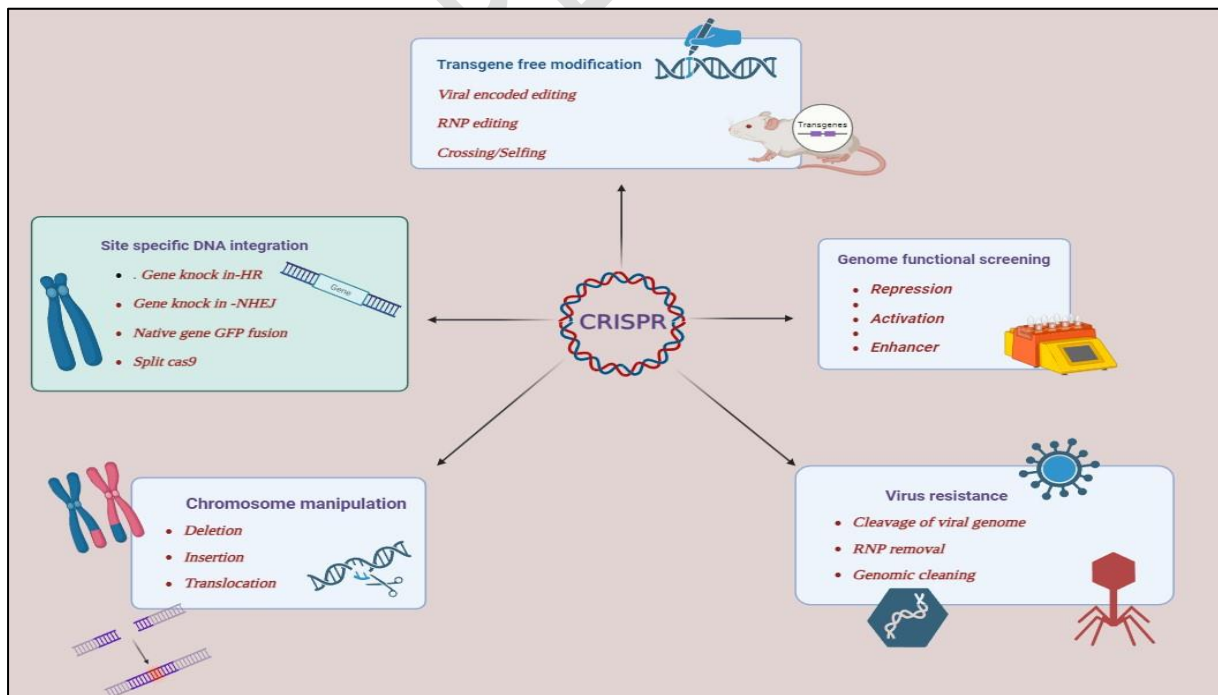 Transgene free modification
Viral encoded editing
RNP editing
Crossing/Selfing
Transgenes
Site specific DNA integration
. Gene knock in-HR
Gene knock in -NHEJ
Native gene GFP fusion
Split cas9
Gene
CRISPR
Genome functional screening
Repression
Activation
Enhancer
Chromosome manipulation
Deletion
Insertion
Translocation
Virus resistance
Cleavage of viral genome
RNP removal
Genomic cleaning